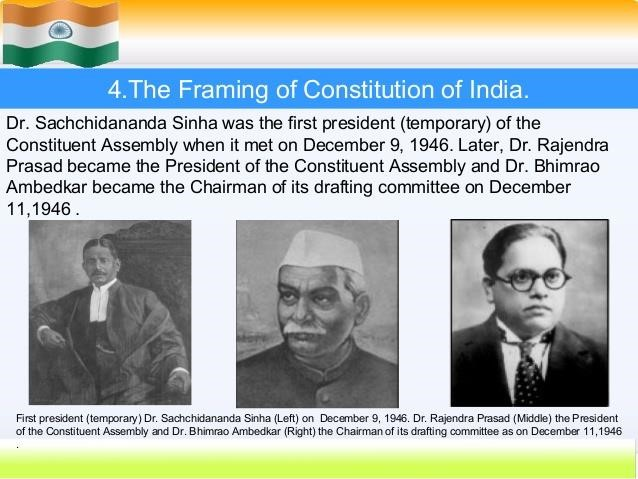 4.The Framing of Constitution of India.
Dr. Sachchidananda Sinha was the first president (temporary) of the
Constituent Assembly when it met on December 9, 1946. Later, Dr. Rajendra
Prasad became the President of the Constituent Assembly and Dr. Bhimrao
Ambedkar became the Chairman of its drafting committee on December
11,1946 .
First president (temporary) Dr. Sachchidananda Sinha (Left) on  December 9, 1946. Dr. Rajendra Prasad (Middle) the President
of the Constituent Assembly and Dr. Bhimrao Ambedkar (Right) the Chairman of its drafting committee as on December 11,1946
.